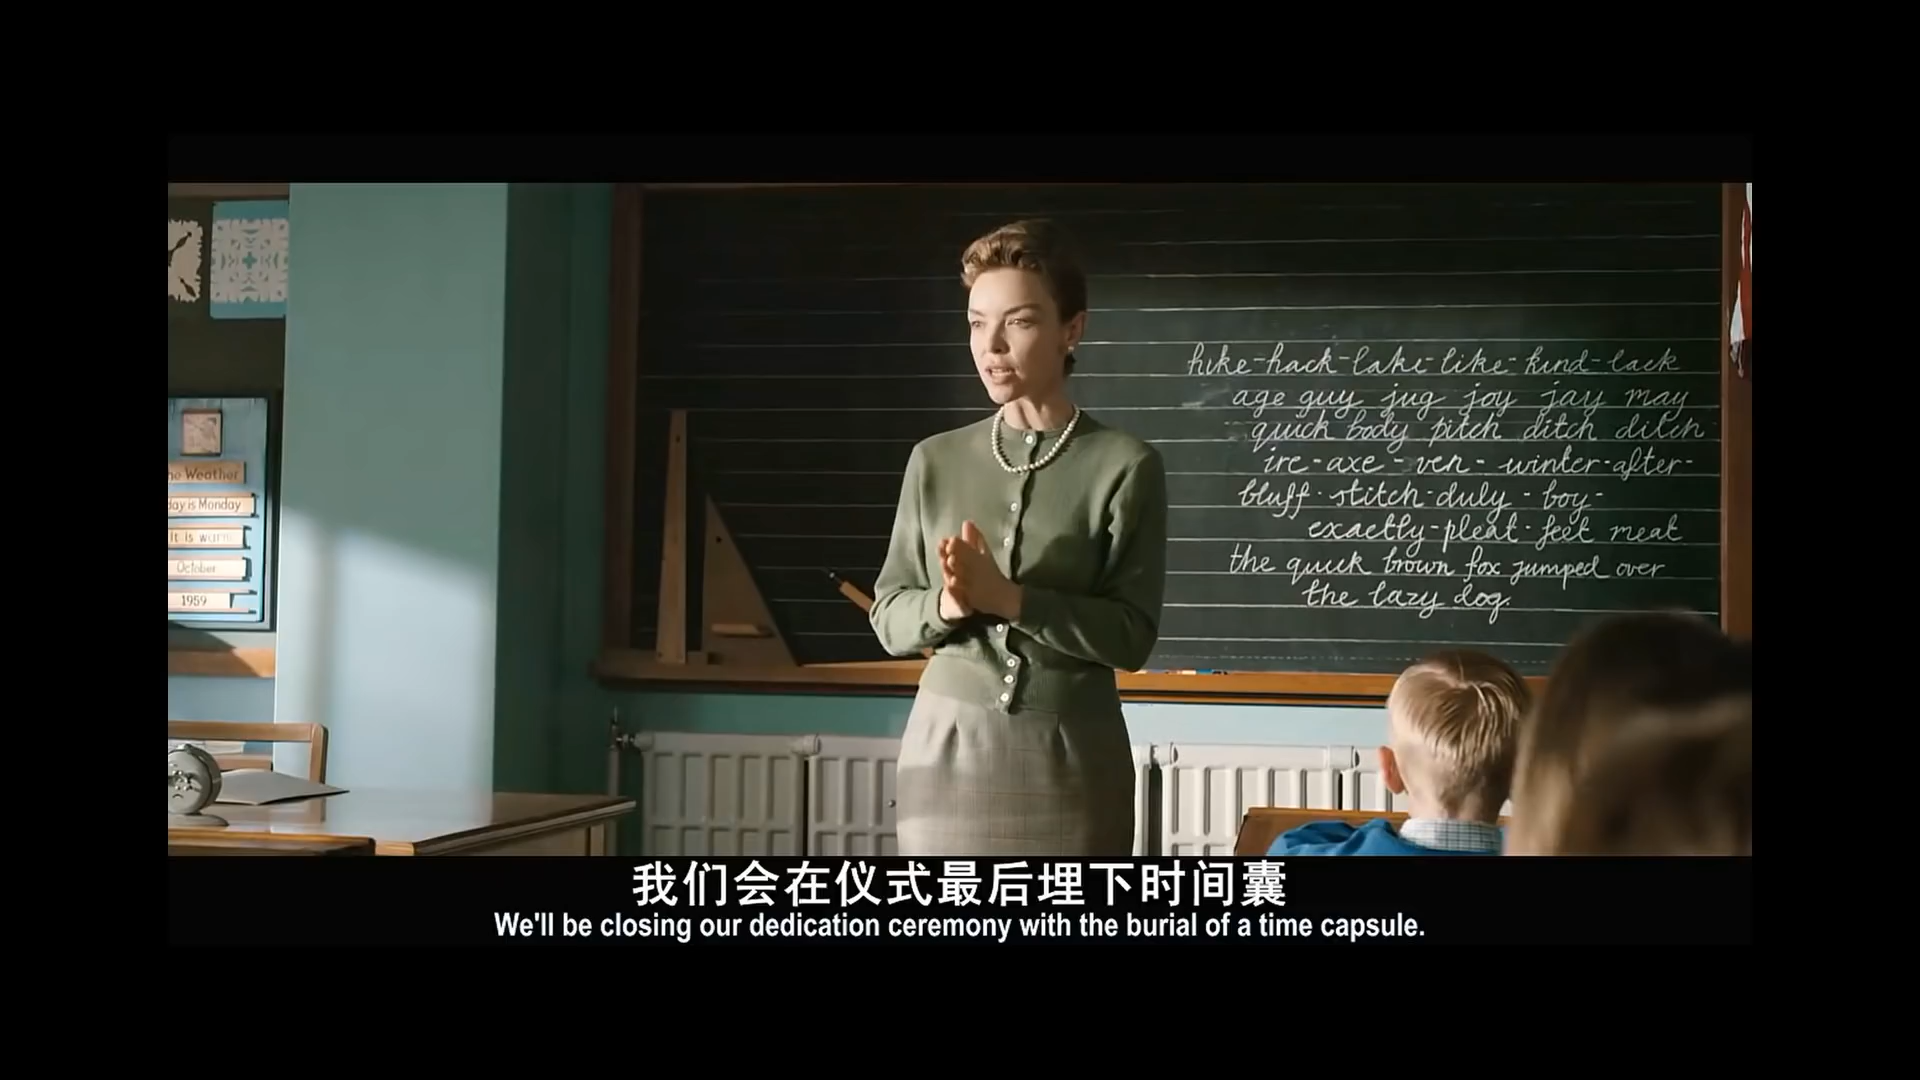 he Weather
day is Monday
it is warm
October
1959
hike-hack-lake-like-kind-lack
age guy jug joy jay may
quick body pitch ditch ditch
ire-axe-ven-winter-after-
bluff-stitch-duly-boy-
exactly-pleat-feet meat
the quick brown fox jumped over
the lazy dog.
我们会在仪式最后埋下时间囊
We'll be closing our dedication ceremony with the burial of a time capsule.